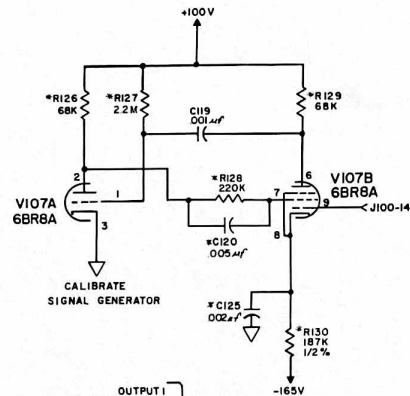 +100V
*R126
68K
*R127
2.2M
C119
.001µf
*R129
68K
2
1
3
V107A
6BR8A
*R128
220K
*C120
.005µf
6
7
9
8
V107B
6BR8A
J100-14
CALIBRATE
SIGNAL GENERATOR
*C125
.002µf
*R130
187K
1/2%
-165V
OUTPUT I